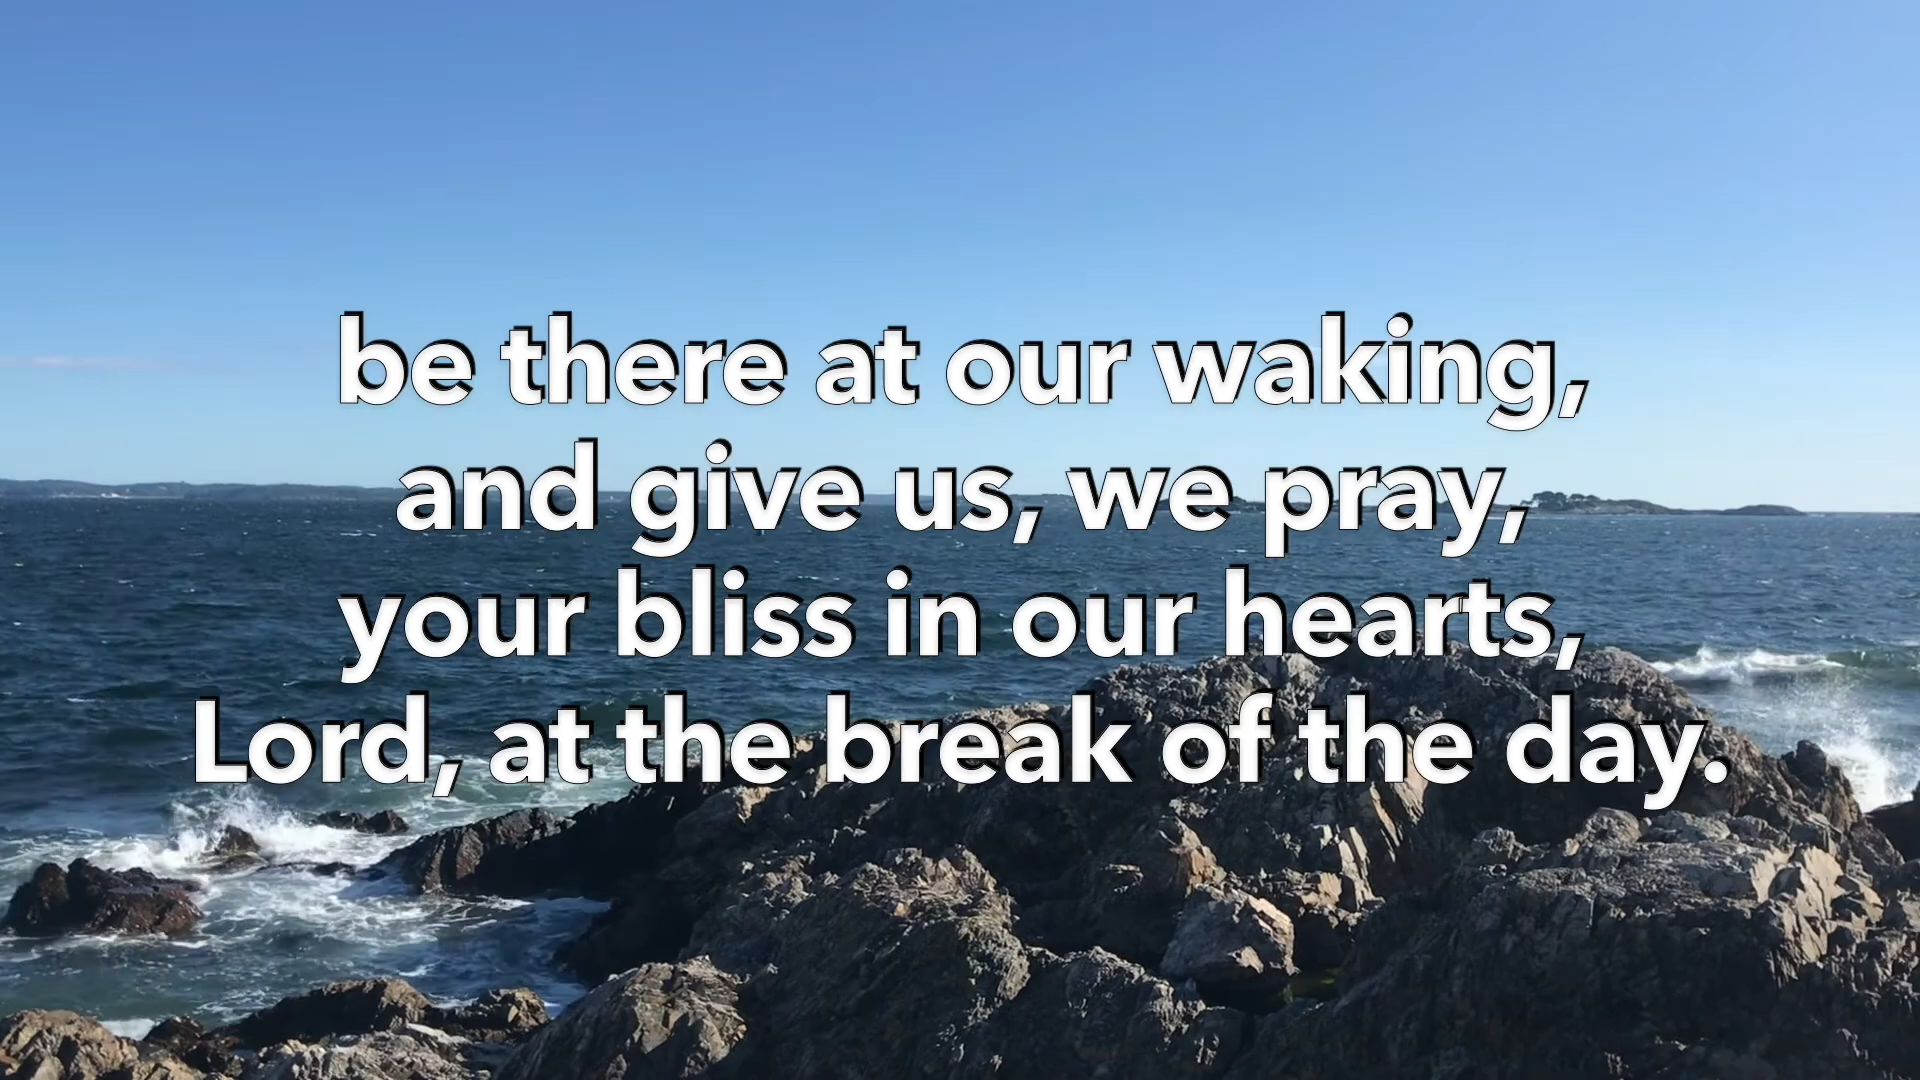 be there at our waking,
and give us, we pray,
your bliss in our hearts,
Lord, at the break of the day.